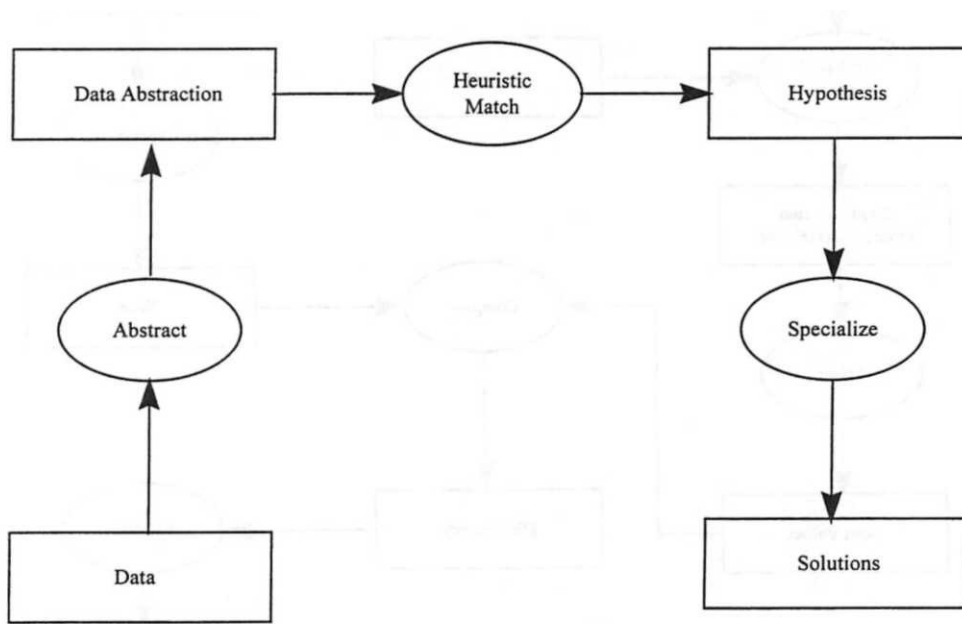 Data Abstraction
Heuristic
Match
Hypothesis
Abstract
Specialize
Data
Solutions